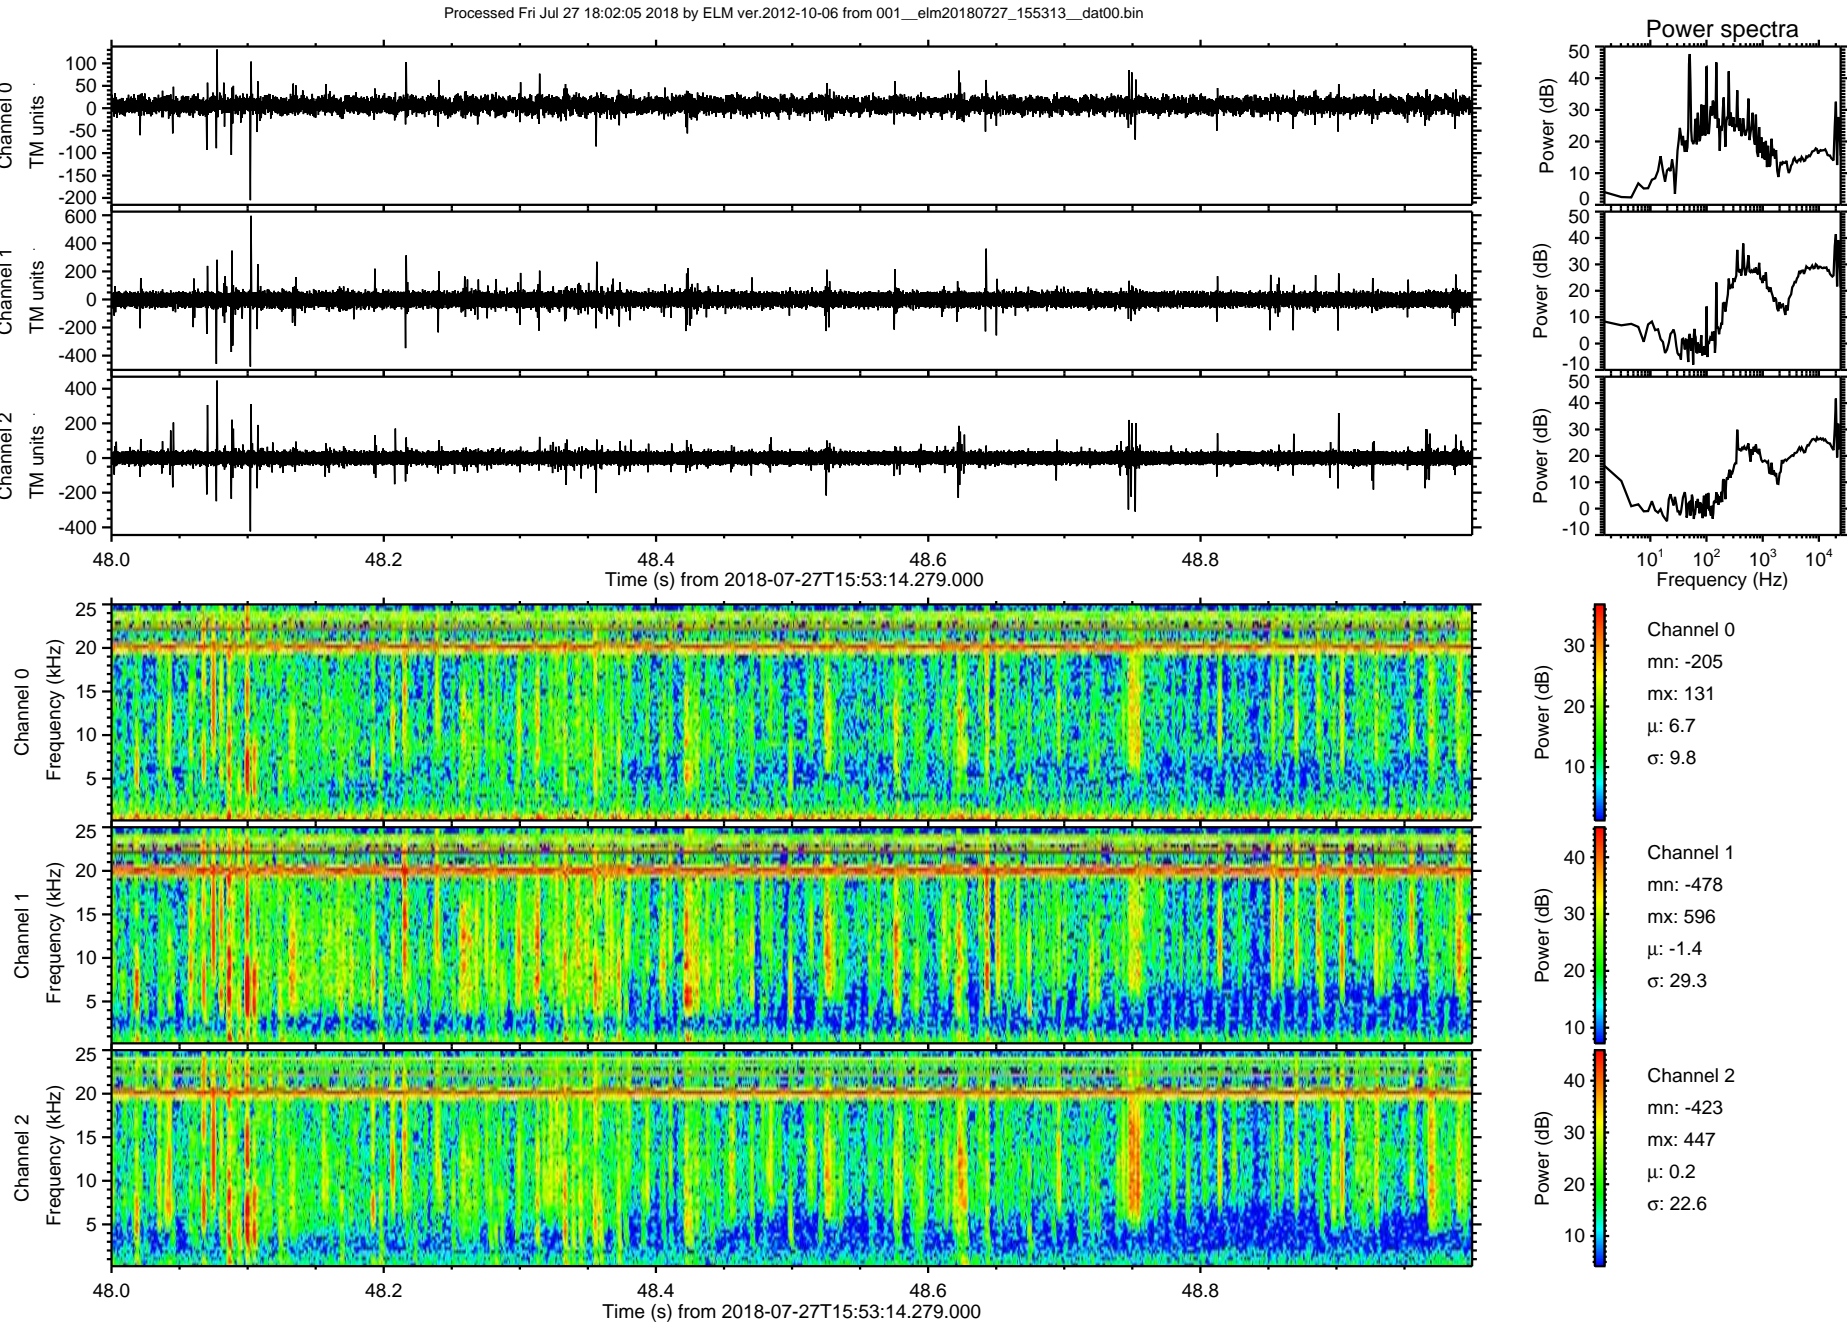 Processed Fri Jul 27 18:02:05 2018 by ELM ver.2012-10-06 from 001__elm20180727_155313__dat00.bin
Power spectra
Channel 0
TM units
100
50
0
-50
-100
-150
-200
Power (dB)
50
40
30
20
10
0
Channel 1
TM units
600
400
200
0
-200
-400
Power (dB)
50
40
30
20
10
0
-10
Channel 2
TM units
400
200
0
-200
-400
Power (dB)
50
40
30
20
10
0
-10
48.0 48.2 48.4 48.6 48.8
Time (s) from 2018-07-27T15:53:14.279.000
10¹ 10² 10³ 10⁴
Frequency (Hz)
Channel 0
Frequency (kHz)
25
20
15
10
5
Power (dB)
30
20
10
Channel 0
mn: -205
mx: 131
μ: 6.7
σ: 9.8
Channel 1
Frequency (kHz)
25
20
15
10
5
Power (dB)
40
30
20
10
Channel 1
mn: -478
mx: 596
μ: -1.4
σ: 29.3
Channel 2
Frequency (kHz)
25
20
15
10
5
Power (dB)
40
30
20
10
Channel 2
mn: -423
mx: 447
μ: 0.2
σ: 22.6
48.0 48.2 48.4 48.6 48.8
Time (s) from 2018-07-27T15:53:14.279.000